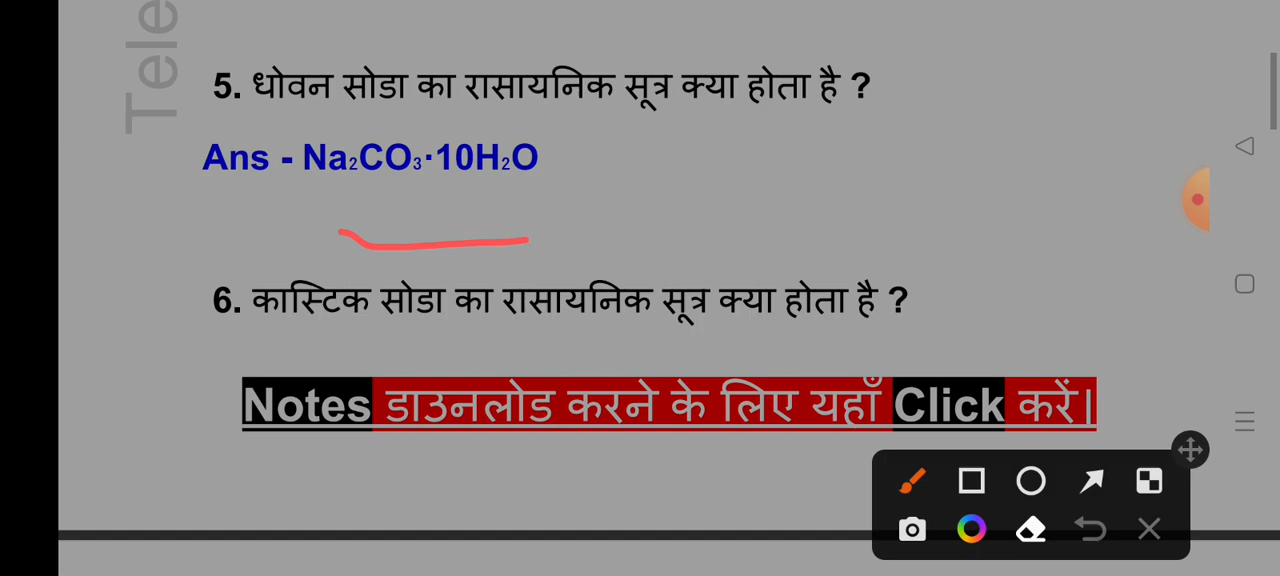 Tele
5. धोवन सोडा का रासायनिक सूत्र क्या होता है ?
Ans - Na₂CO₃·10H₂O
6. कास्टिक सोडा का रासायनिक सूत्र क्या होता है ?
Notes डाउनलोड करने के लिए यहाँ Click करें।